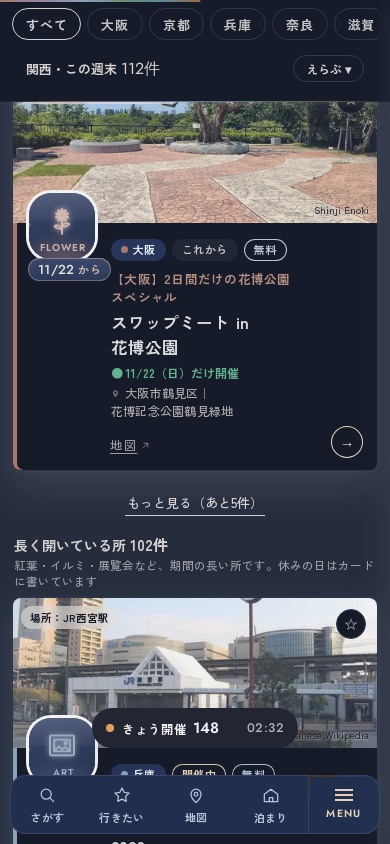 すべて
大阪
京都
兵庫
奈良
滋賀
関西・この週末 112件
えらぶ ▾
Shinji Enoki
FLOWER
11/22 から
大阪
これから
無料
【大阪】2日間だけの花博公園
スペシャル
スワップミート in
花博公園
11/22（日）だけ開催
大阪市鶴見区｜
花博記念公園鶴見緑地
地図 ↗
→
もっと見る（あと5件）
長く開いている所 102件
紅葉・イルミ・展覧会など、期間の長い所です。休みの日はカード
に書いています
場所：JR西宮駅
☆
きょう開催 148 02:32
anese Wikipedia
ART
兵庫
開催中
無料
さがす
行きたい
地図
泊まり
MENU